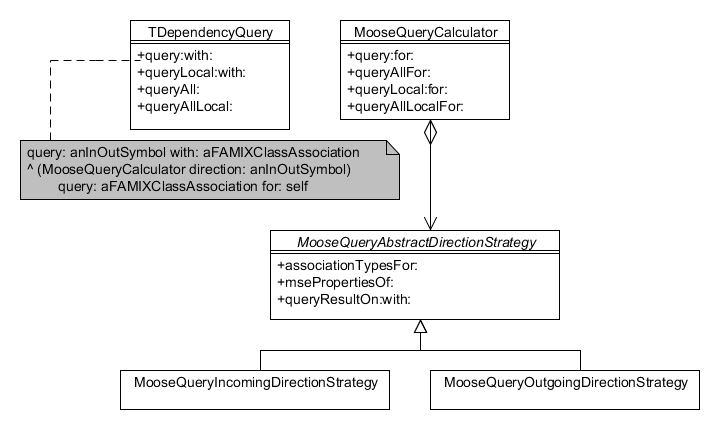 TDependencyQuery
+query:with:
+queryLocal:with:
+queryAll:
+queryAllLocal:
MooseQueryCalculator
+query:for:
+queryAllFor:
+queryLocal:for:
+queryAllLocalFor:
query: anInOutSymbol with: aFAMIXClassAssociation
^ (MooseQueryCalculator direction: anInOutSymbol)
query: aFAMIXClassAssociation for: self
MooseQueryAbstractDirectionStrategy
+associationTypesFor:
+msePropertiesOf:
+queryResultOn:with:
MooseQueryIncomingDirectionStrategy
MooseQueryOutgoingDirectionStrategy